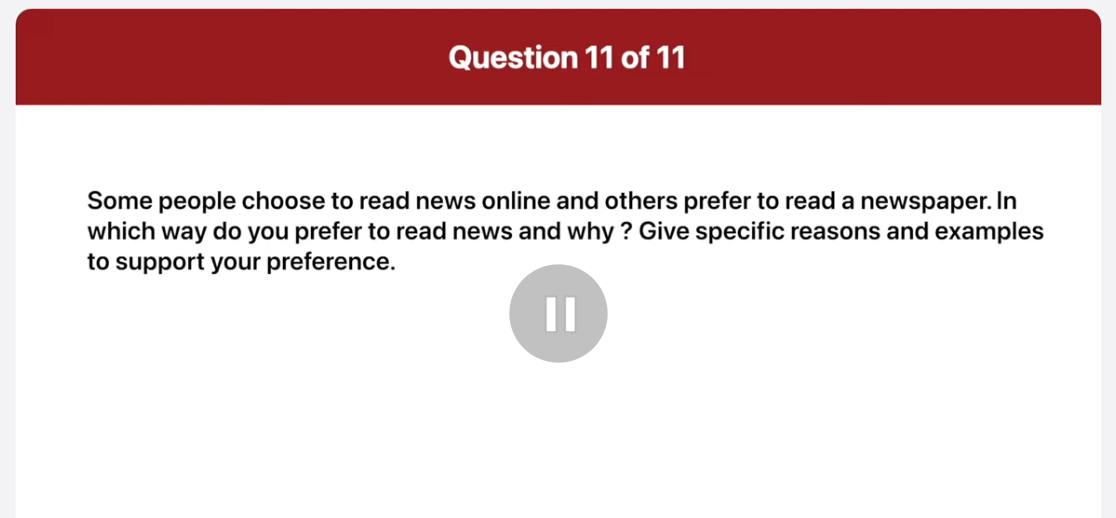 Question 11 of 11
Some people choose to read news online and others prefer to read a newspaper. In
which way do you prefer to read news and why ? Give specific reasons and examples
to support your preference.